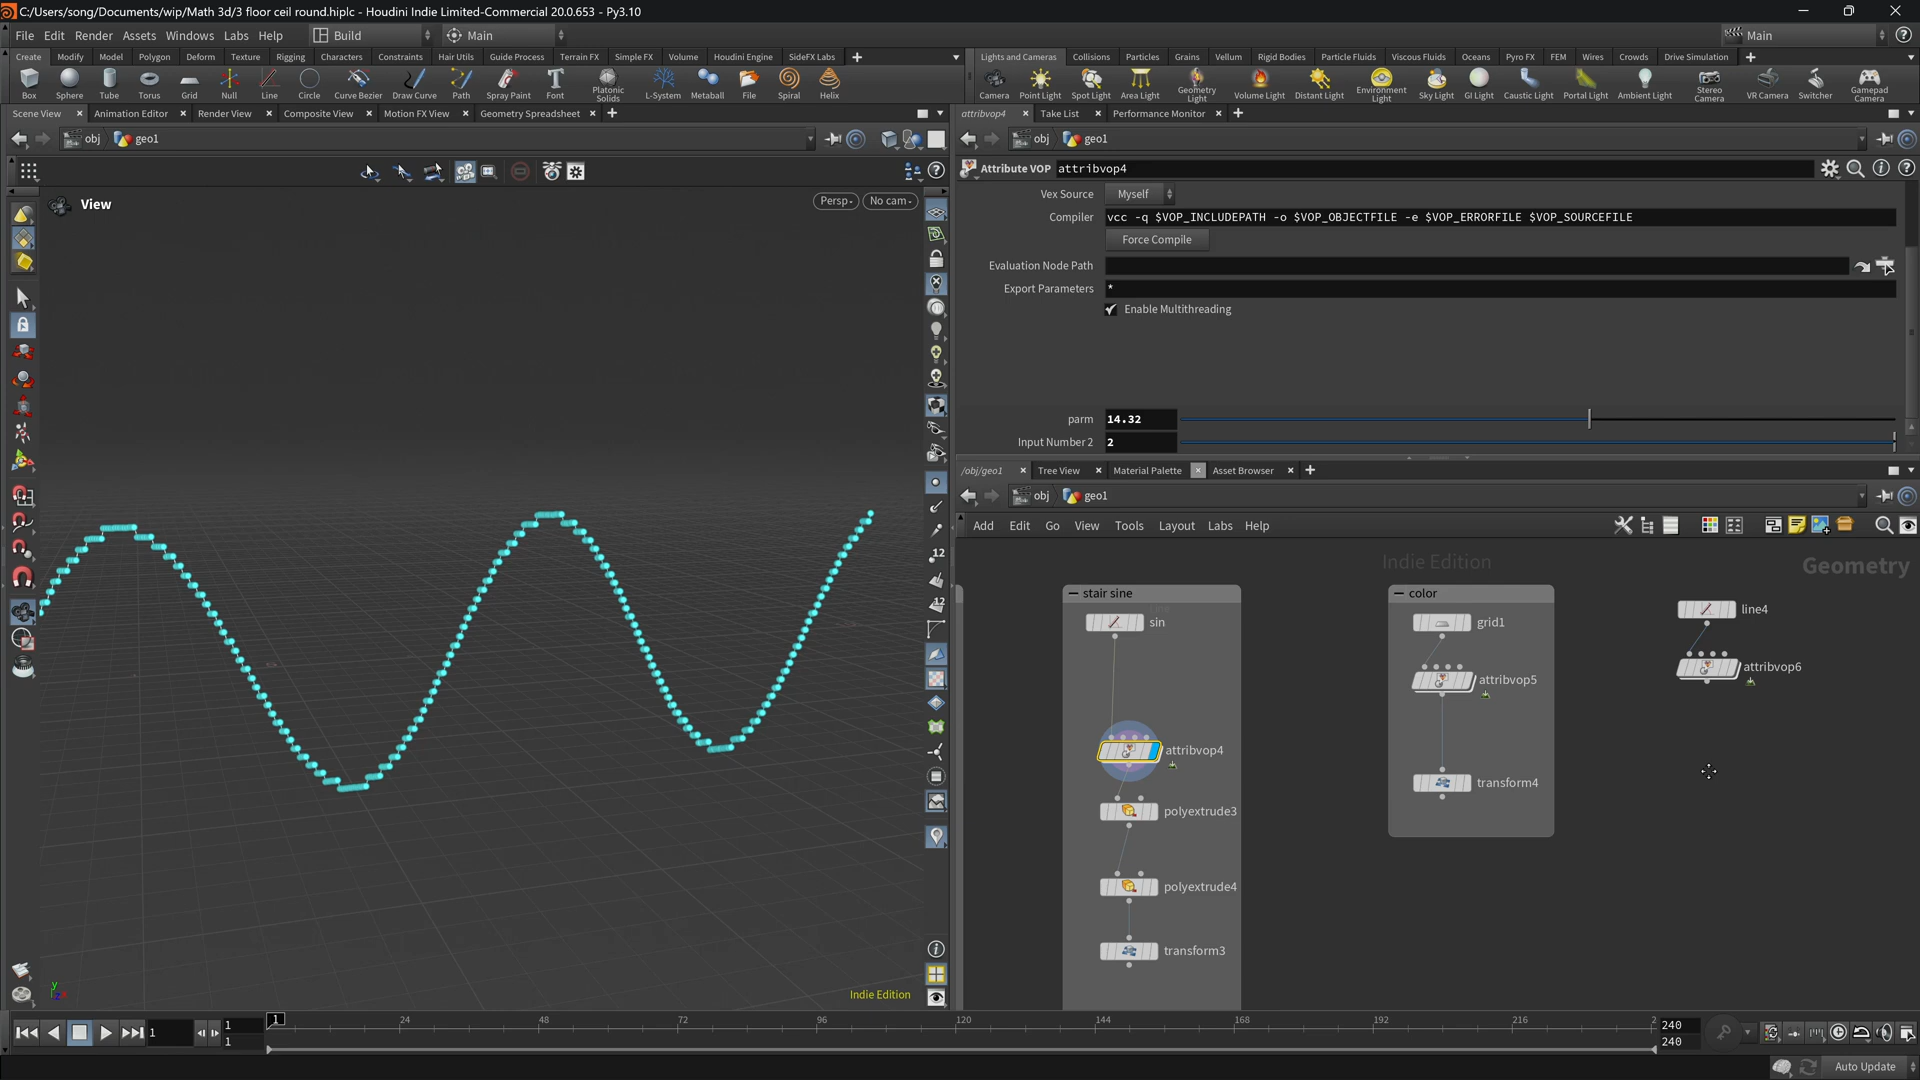 C:/Users/song/Documents/wip/Math 3d/3 floor ceil round.hiplc - Houdini Indie Limited-Commercial 20.0.653 - Py3.10
File Edit Render Assets Windows Labs Help Build Main Main
Create Modify Model Polygon Deform Texture Rigging Characters Constraints Hair Utils Guide Process Terrain FX Simple FX Volume Houdini Engine SideFX Labs
Lights and Cameras Collisions Particles Grains Vellum Rigid Bodies Particle Fluids Viscous Fluids Oceans Pyro FX FEM Wires Crowds Drive Simulation
Box Sphere Tube Torus Grid Null Line Circle Curve Bezier Draw Curve Path Spray Paint Font Platonic Solids L-System Metaball File Spiral Helix
Camera Point Light Spot Light Area Light Geometry Light Volume Light Distant Light Environment Light Sky Light GI Light Caustic Light Portal Light Ambient Light Stereo Camera VR Camera Switcher Gamepad Camera
Scene View Animation Editor Render View Composite View Motion FX View Geometry Spreadsheet
obj geo1
View
Persp No cam
12
12
Indie Edition
attribvop4 Take List Performance Monitor
obj geo1
Attribute VOP attribvop4
Vex Source Myself
Compiler vcc -q $VOP_INCLUDEPATH -o $VOP_OBJECTFILE -e $VOP_ERRORFILE $VOP_SOURCEFILE
Force Compile
Evaluation Node Path
Export Parameters *
Enable Multithreading
parm 14.32
Input Number 2 2
/obj/geo1 Tree View Material Palette Asset Browser
obj geo1
Add Edit Go View Tools Layout Labs Help
Indie Edition
Geometry
stair sine
sin
attribvop4
polyextrude3
polyextrude4
transform3
color
grid1
attribvop5
transform4
line4
attribvop6
1 1 1 1 24 48 72 96 120 144 168 192 216 2 240 240
Auto Update